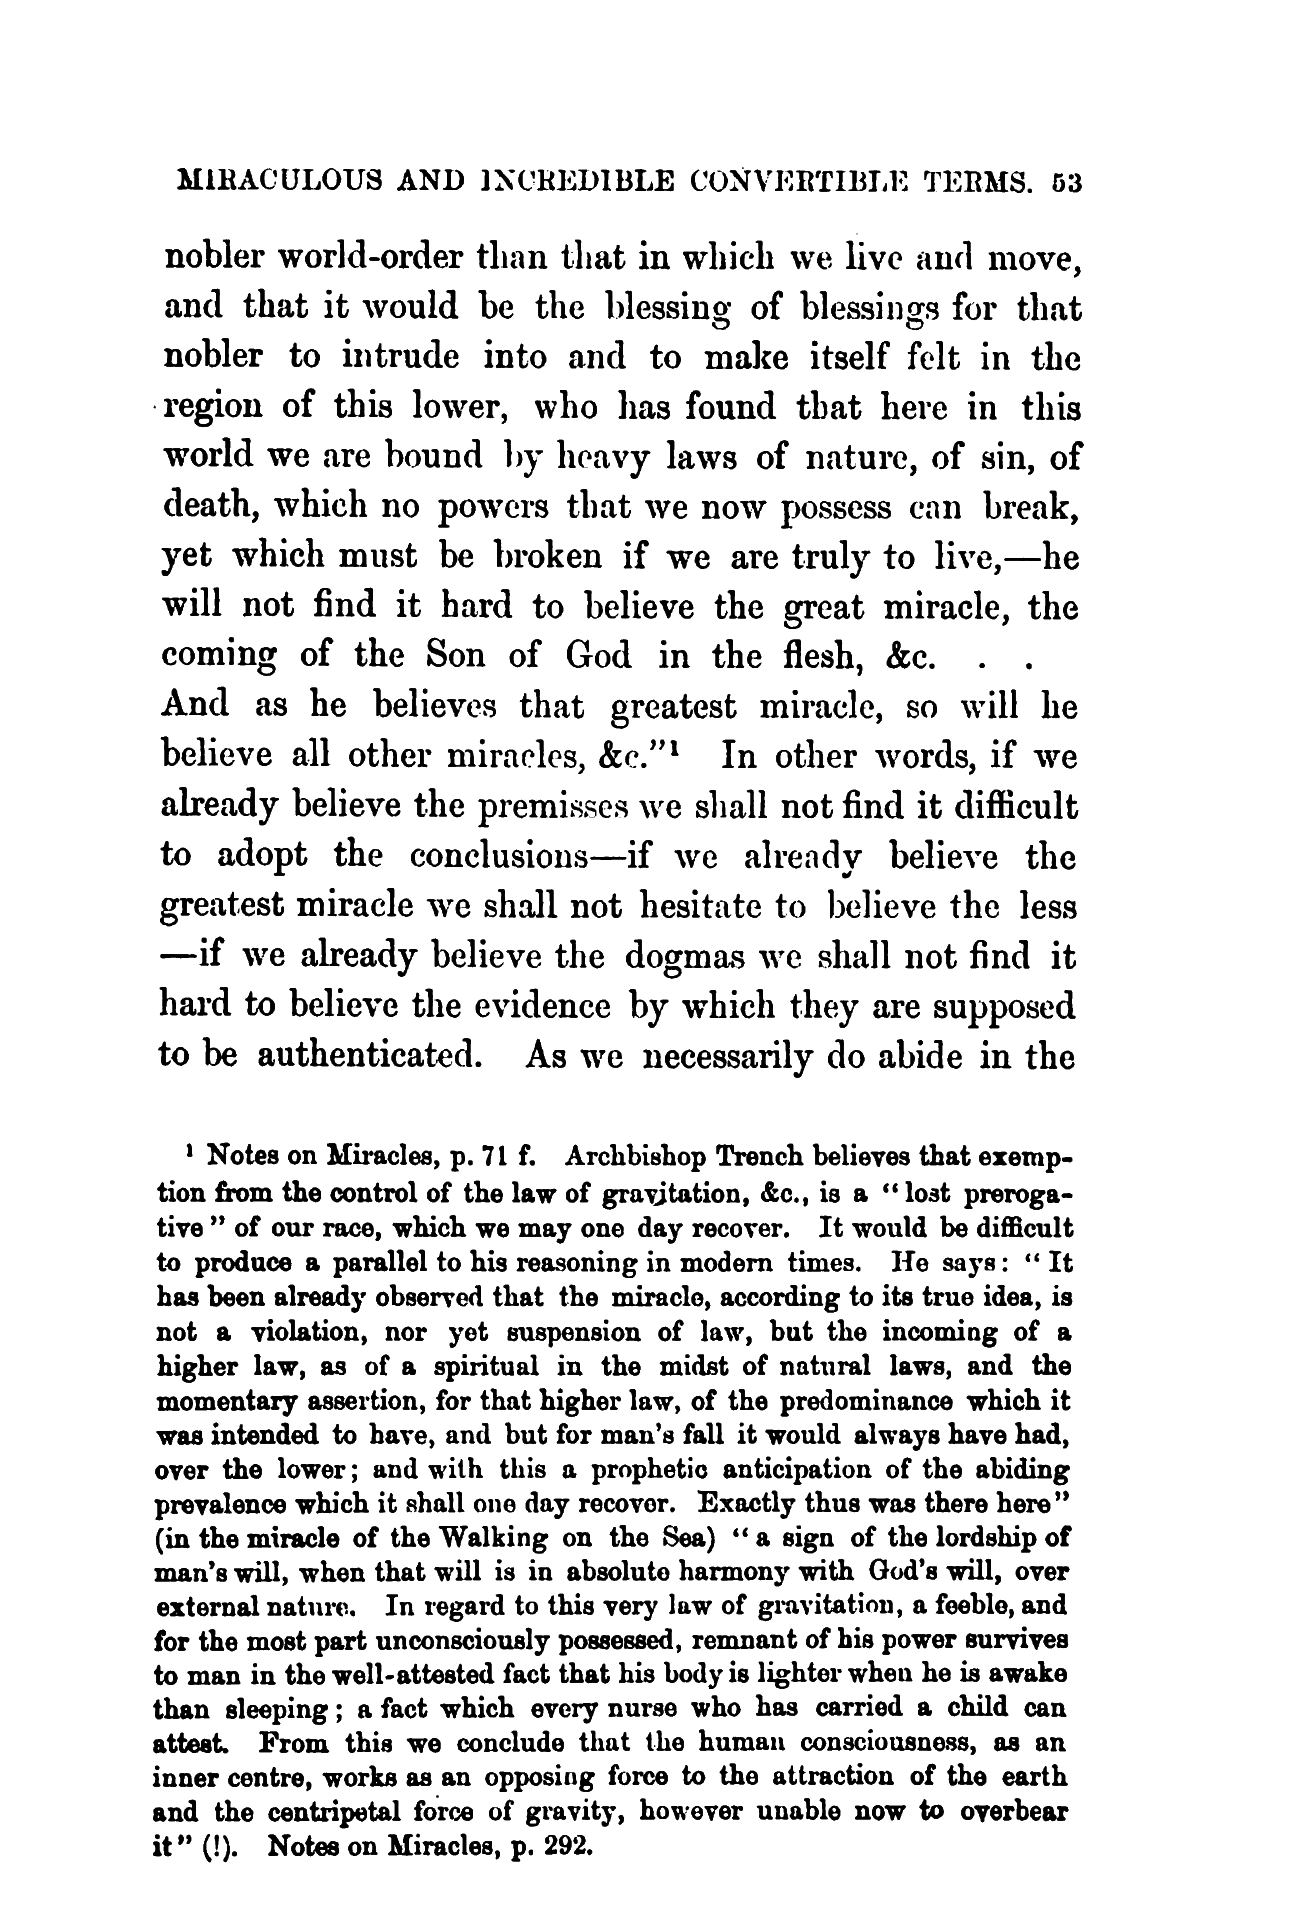 MIRACULOUS AND INCREDIBLE CONVERTIBLE TERMS. 53
nobler world-order than that in which we live and move,
and that it would be the blessing of blessings for that
nobler to intrude into and to make itself felt in the
region of this lower, who has found that here in this
world we are bound by heavy laws of nature, of sin, of
death, which no powers that we now possess can break,
yet which must be broken if we are truly to live,—he
will not find it hard to believe the great miracle, the
coming of the Son of God in the flesh, &c. . .
And as he believes that greatest miracle, so will he
believe all other miracles, &c."¹ In other words, if we
already believe the premisses we shall not find it difficult
to adopt the conclusions—if we already believe the
greatest miracle we shall not hesitate to believe the less
—if we already believe the dogmas we shall not find it
hard to believe the evidence by which they are supposed
to be authenticated. As we necessarily do abide in the
¹ Notes on Miracles, p. 71 f. Archbishop Trench believes that exemp-
tion from the control of the law of gravitation, &c., is a "lost preroga-
tive" of our race, which we may one day recover. It would be difficult
to produce a parallel to his reasoning in modern times. He says: "It
has been already observed that the miracle, according to its true idea, is
not a violation, nor yet suspension of law, but the incoming of a
higher law, as of a spiritual in the midst of natural laws, and the
momentary assertion, for that higher law, of the predominance which it
was intended to have, and but for man's fall it would always have had,
over the lower; and with this a prophetic anticipation of the abiding
prevalence which it shall one day recover. Exactly thus was there here"
(in the miracle of the Walking on the Sea) "a sign of the lordship of
man's will, when that will is in absolute harmony with God's will, over
external nature. In regard to this very law of gravitation, a feeble, and
for the most part unconsciously possessed, remnant of his power survives
to man in the well-attested fact that his body is lighter when he is awake
than sleeping; a fact which every nurse who has carried a child can
attest. From this we conclude that the human consciousness, as an
inner centre, works as an opposing force to the attraction of the earth
and the centripetal force of gravity, however unable now to overbear
it" (!). Notes on Miracles, p. 292.